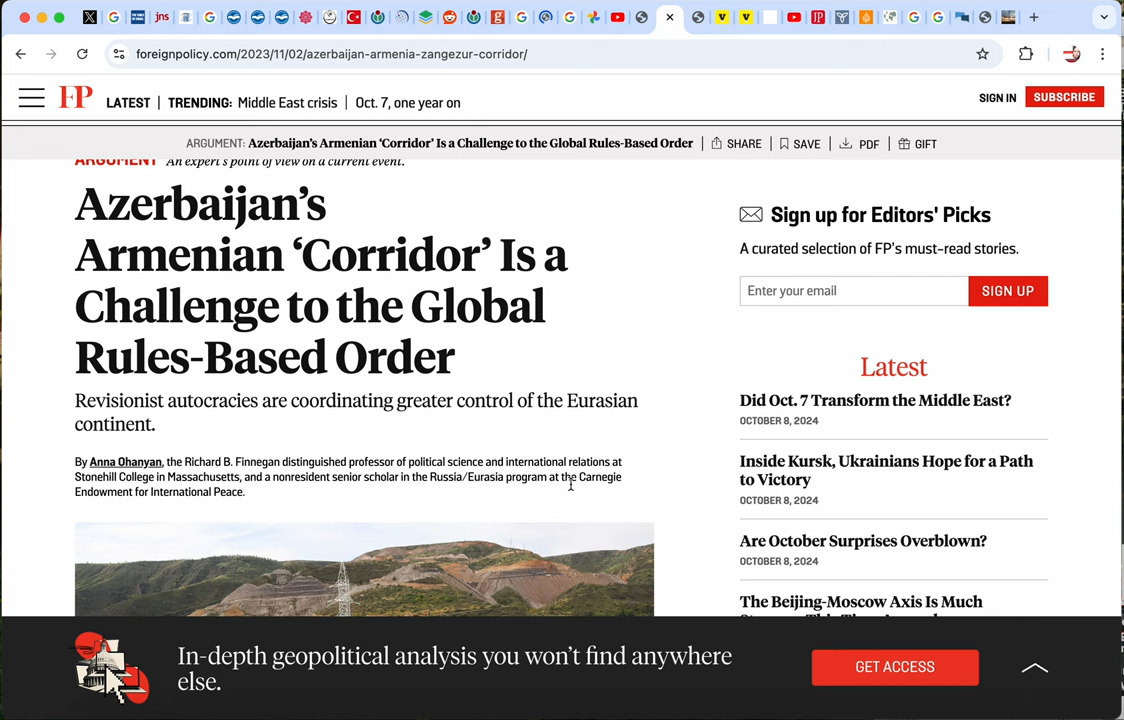 foreignpolicy.com/2023/11/02/azerbaijan-armenia-zangezur-corridor/
FP LATEST | TRENDING: Middle East crisis | Oct. 7, one year on
SIGN IN SUBSCRIBE
ARGUMENT: Azerbaijan’s Armenian ‘Corridor’ Is a Challenge to the Global Rules-Based Order | SHARE | SAVE | PDF | GIFT
ARGUMENT An expert’s point of view on a current event.
Azerbaijan’s
Armenian ‘Corridor’ Is a
Challenge to the Global
Rules-Based Order
Revisionist autocracies are coordinating greater control of the Eurasian
continent.
By Anna Ohanyan, the Richard B. Finnegan distinguished professor of political science and international relations at
Stonehill College in Massachusetts, and a nonresident senior scholar in the Russia/Eurasia program at the Carnegie
Endowment for International Peace.
Sign up for Editors' Picks
A curated selection of FP’s must-read stories.
Enter your email SIGN UP
Latest
Did Oct. 7 Transform the Middle East?
OCTOBER 8, 2024
Inside Kursk, Ukrainians Hope for a Path
to Victory
OCTOBER 8, 2024
Are October Surprises Overblown?
OCTOBER 8, 2024
The Beijing-Moscow Axis Is Much
In-depth geopolitical analysis you won’t find anywhere
else.
GET ACCESS